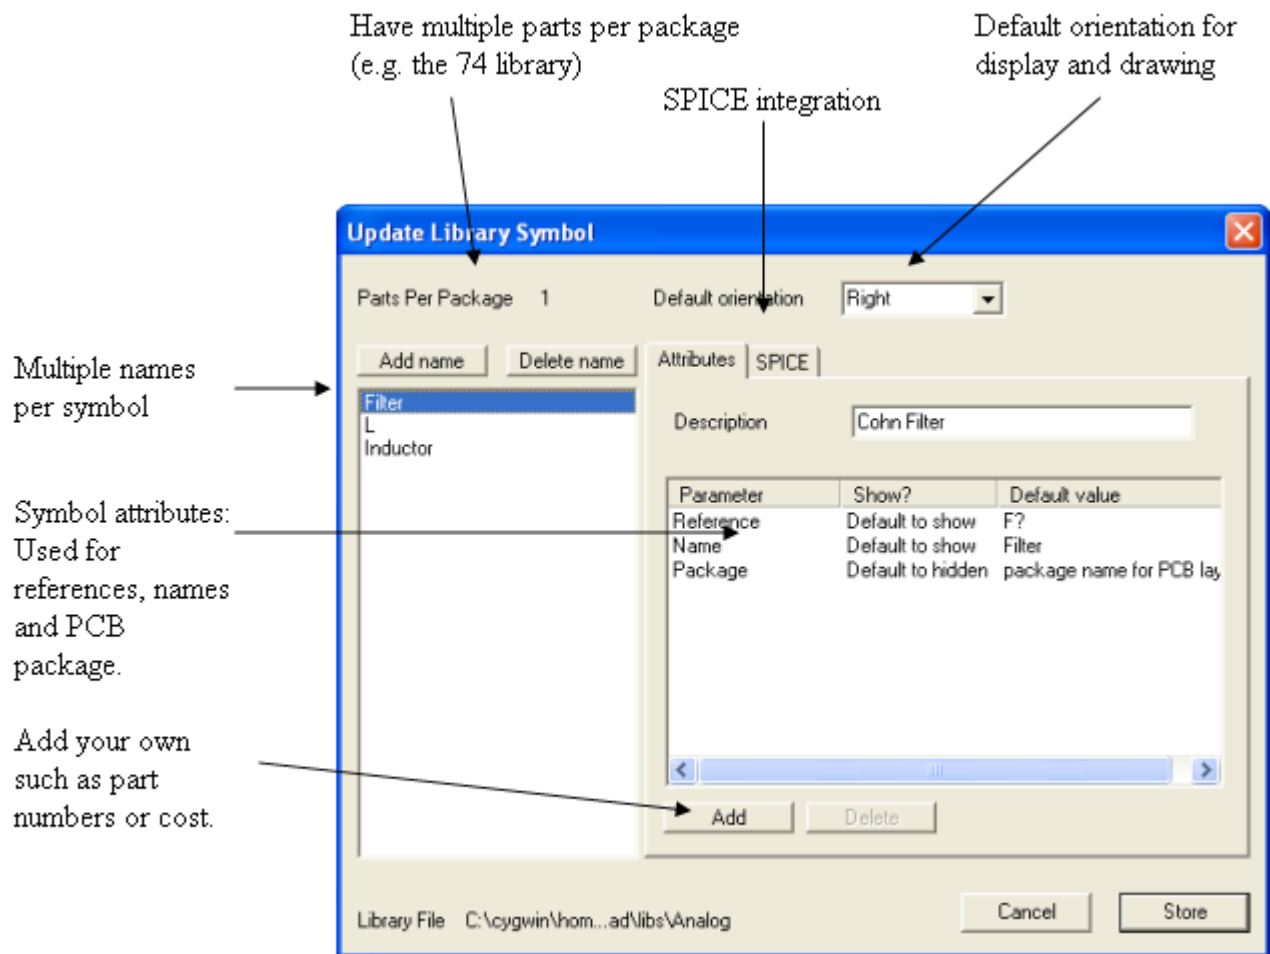 Have multiple parts per package
(e.g. the 74 library)
Default orientation for
display and drawing
SPICE integration
Update Library Symbol
Parts Per Package 1
Default orientation Right
Multiple names
per symbol
Add name Delete name
Filter
L
Inductor
Attributes SPICE
Description Cohn Filter
Parameter Show? Default value
Reference Default to show F?
Name Default to show Filter
Package Default to hidden package name for PCB lay
Symbol attributes:
Used for
references, names
and PCB
package.
Add your own
such as part
numbers or cost.
Add Delete
Library File C:\cygwin\hom...ad\libs\Analog
Cancel Store